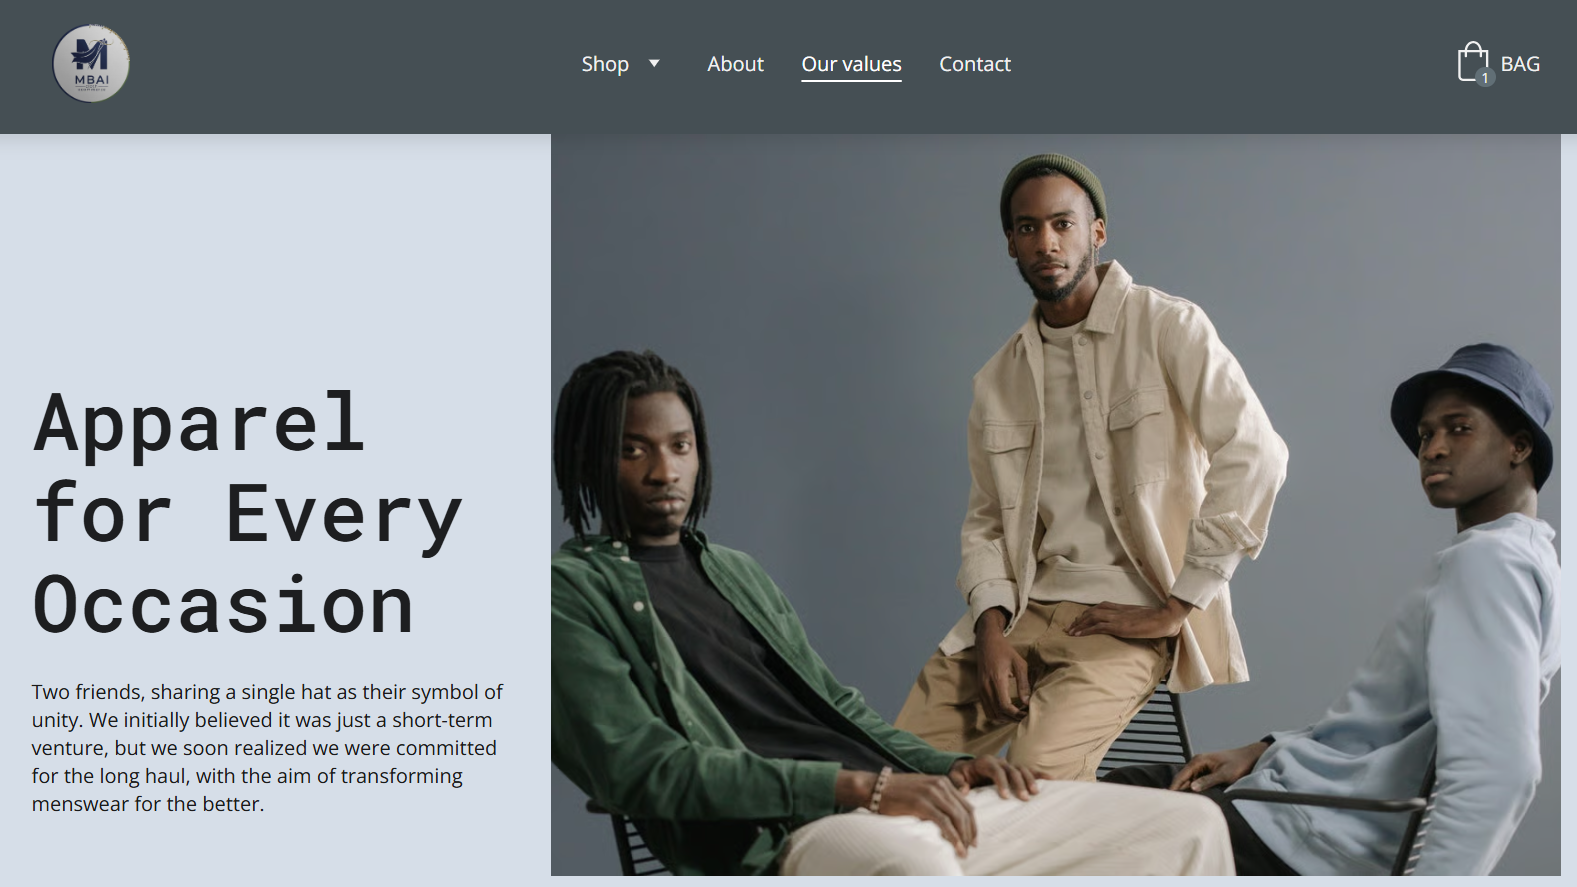 M
MBAI
Shop
About
Our values
Contact
1
BAG
Apparel
for Every
Occasion
Two friends, sharing a single hat as their symbol of
unity. We initially believed it was just a short-term
venture, but we soon realized we were committed
for the long haul, with the aim of transforming
menswear for the better.